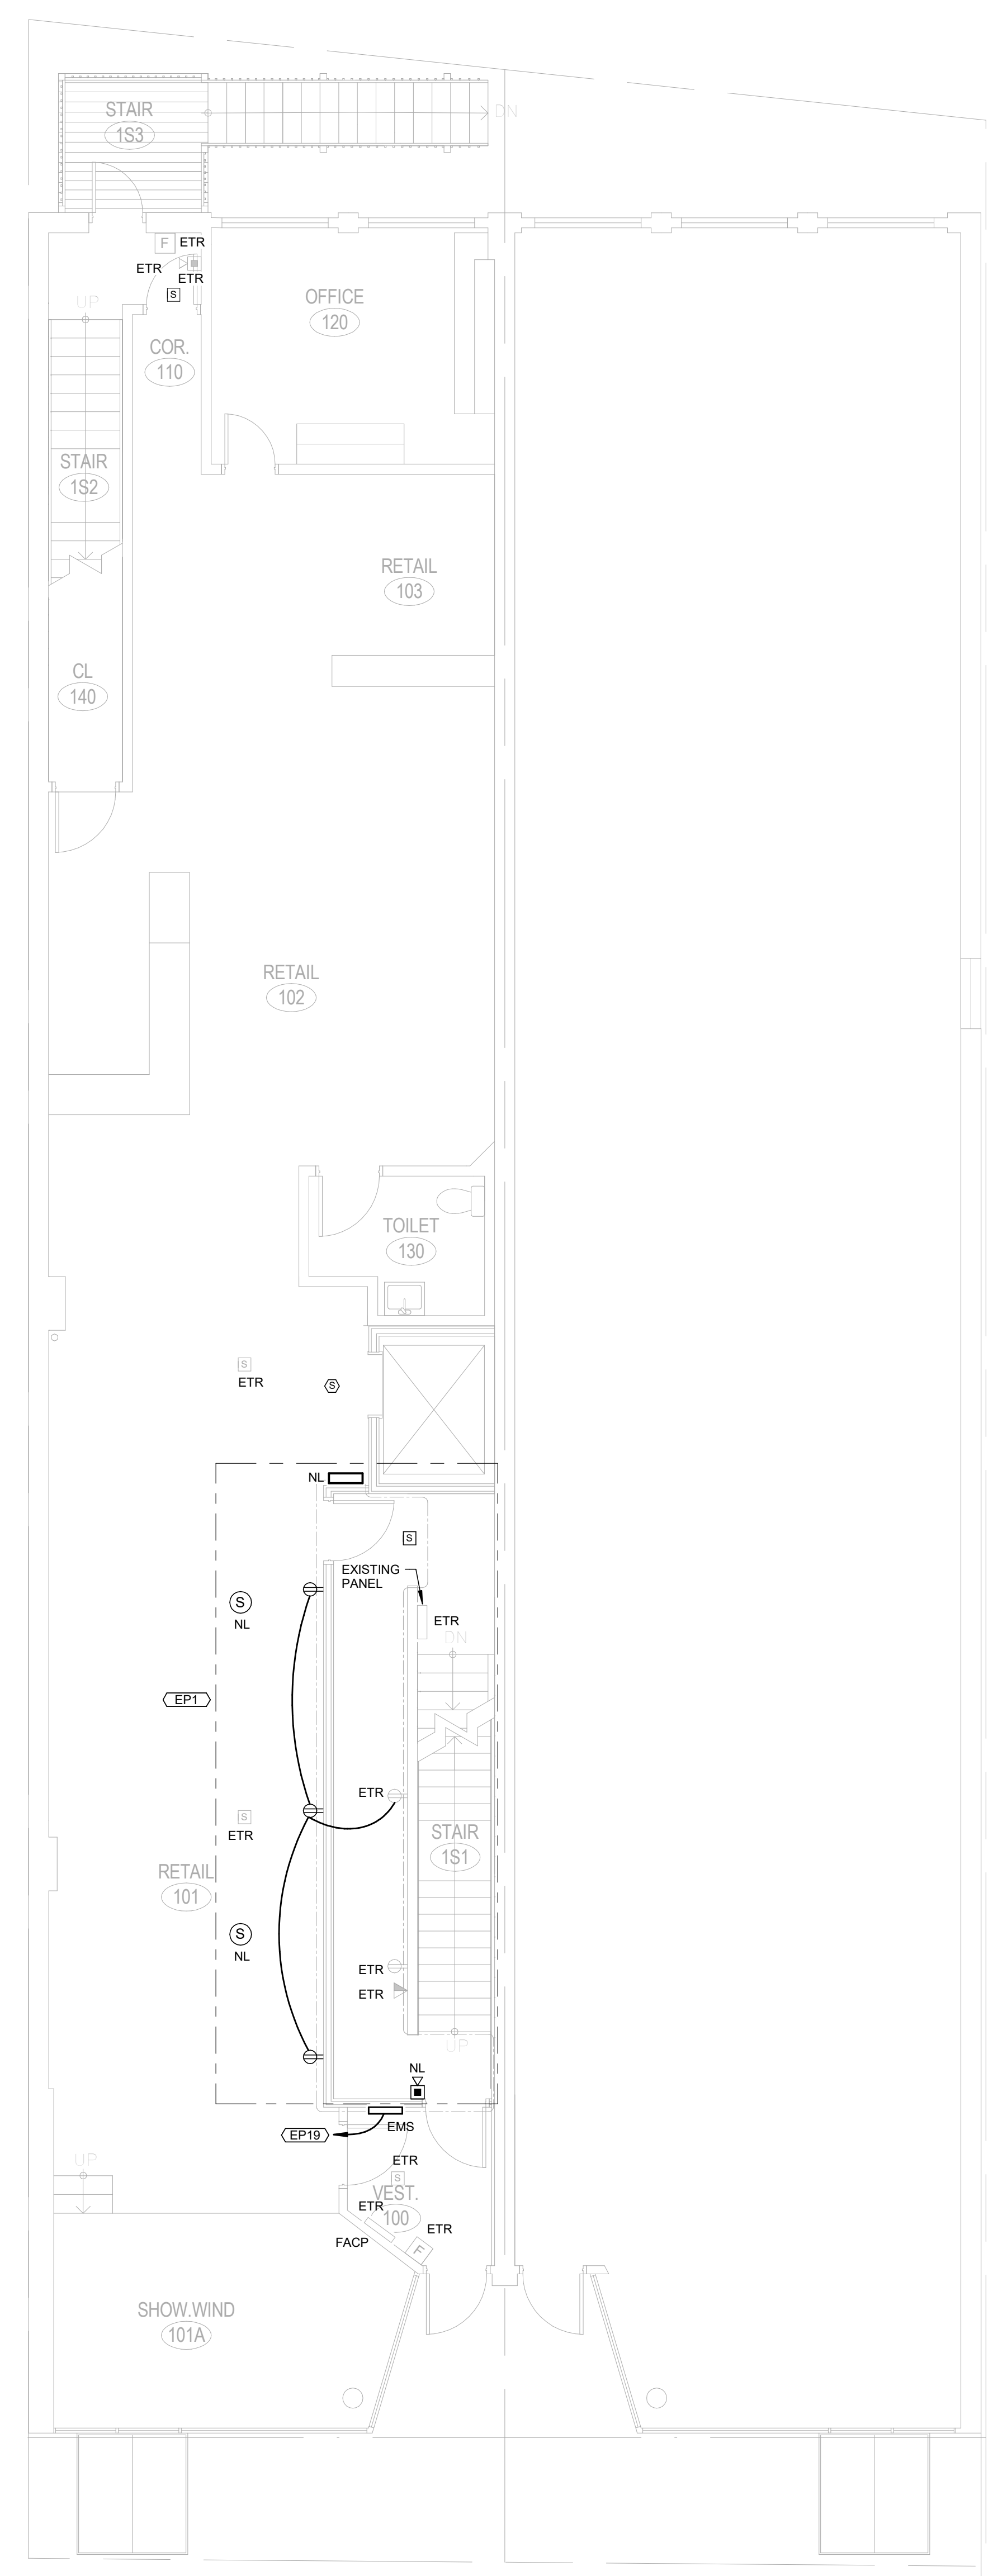 STAIR
1S3
DN
F
ETR
ETR
ETR
S
UP
OFFICE
120
COR.
110
STAIR
1S2
RETAIL
103
CL
140
RETAIL
102
TOILET
130
S
ETR
S
NL
S
EXISTING
PANEL
ETR
DN
S
NL
EP1
ETR
S
ETR
STAIR
1S1
RETAIL
101
S
NL
ETR
ETR
UP
NL
EMS
EP19
ETR
S
UP
VEST.
100
ETR
ETR
FACP
F
SHOW.WIND
101A